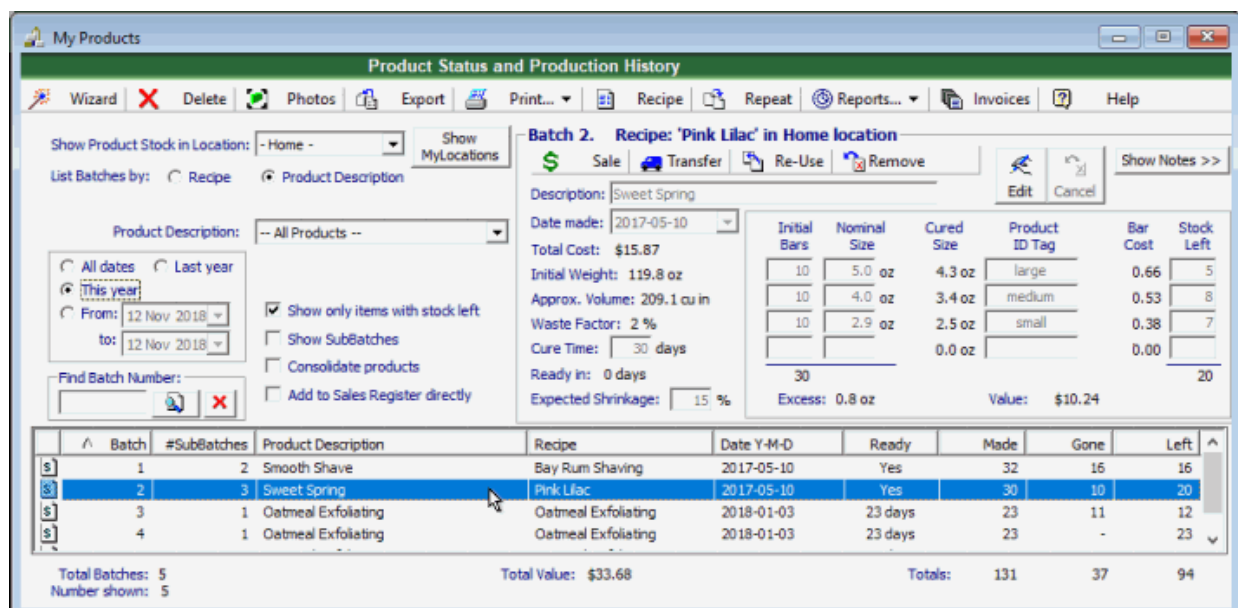 My Products
Product Status and Production History
Wizard Delete Photos Export Print... Recipe Repeat Reports... Invoices Help
Show Product Stock in Location: - Home - Show MyLocations
List Batches by: Recipe Product Description
Product Description: -- All Products --
All dates Last year
This year
From: 12 Nov 2018
to: 12 Nov 2018
Show only items with stock left
Show SubBatches
Consolidate products
Add to Sales Register directly
Find Batch Number:
Batch 2. Recipe: 'Pink Lilac' in Home location
Sale Transfer Re-Use Remove Edit Cancel Show Notes >>
Description: Sweet Spring
Date made: 2017-05-10
Total Cost: $15.87
Initial Weight: 119.8 oz
Approx. Volume: 209.1 cu in
Waste Factor: 2 %
Cure Time: 30 days
Ready in: 0 days
Expected Shrinkage: 15 %
Initial Bars Nominal Size Cured Size Product ID Tag Bar Cost Stock Left
10 5.0 oz 4.3 oz large 0.66 5
10 4.0 oz 3.4 oz medium 0.53 8
10 2.9 oz 2.5 oz small 0.38 7
0.0 oz 0.00
30 20
Excess: 0.8 oz Value: $10.24
Batch #SubBatches Product Description Recipe Date Y-M-D Ready Made Gone Left
1 2 Smooth Shave Bay Rum Shaving 2017-05-10 Yes 32 16 16
2 3 Sweet Spring Pink Lilac 2017-05-10 Yes 30 10 20
3 1 Oatmeal Exfoliating Oatmeal Exfoliating 2018-01-03 23 days 23 11 12
4 1 Oatmeal Exfoliating Oatmeal Exfoliating 2018-01-03 23 days 23 - 23
Total Batches: 5 Total Value: $33.68 Totals: 131 37 94
Number shown: 5